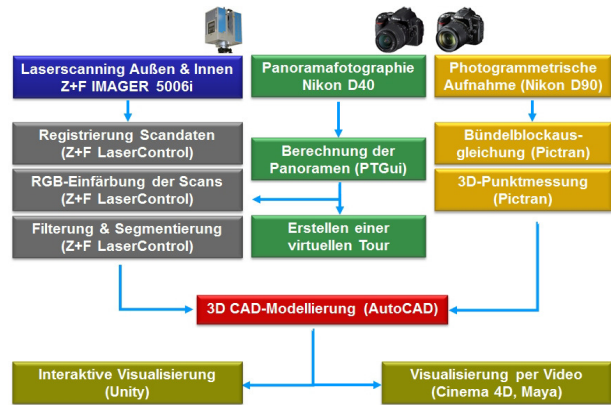 Laserscanning Außen & Innen
Z+F IMAGER 5006i
Panoramafotographie
Nikon D40
Photogrammetrische
Aufnahme (Nikon D90)
Registrierung Scandaten
(Z+F LaserControl)
RGB-Einfärbung der Scans
(Z+F LaserControl)
Filterung & Segmentierung
(Z+F LaserControl)
Berechnung der
Panoramen (PTGui)
Erstellen einer
virtuellen Tour
Bündelblockaus-
gleichung (Pictran)
3D-Punktmessung
(Pictran)
3D CAD-Modellierung (AutoCAD)
Interaktive Visualisierung
(Unity)
Visualisierung per Video
(Cinema 4D, Maya)